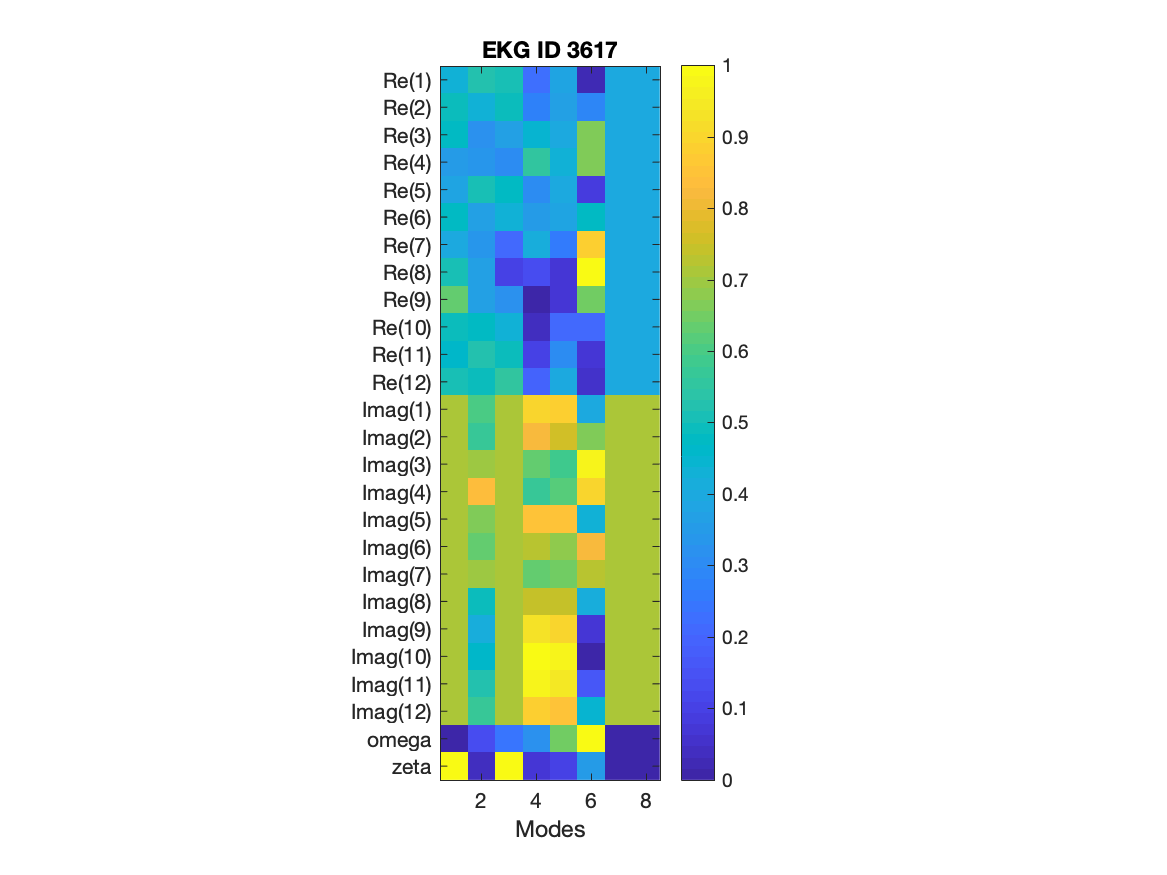 EKG ID 3617
Re(1)
Re(2)
Re(3)
Re(4)
Re(5)
Re(6)
Re(7)
Re(8)
Re(9)
Re(10)
Re(11)
Re(12)
Imag(1)
Imag(2)
Imag(3)
Imag(4)
Imag(5)
Imag(6)
Imag(7)
Imag(8)
Imag(9)
Imag(10)
Imag(11)
Imag(12)
omega
zeta
2 4 6 8
Modes
1
0.9
0.8
0.7
0.6
0.5
0.4
0.3
0.2
0.1
0